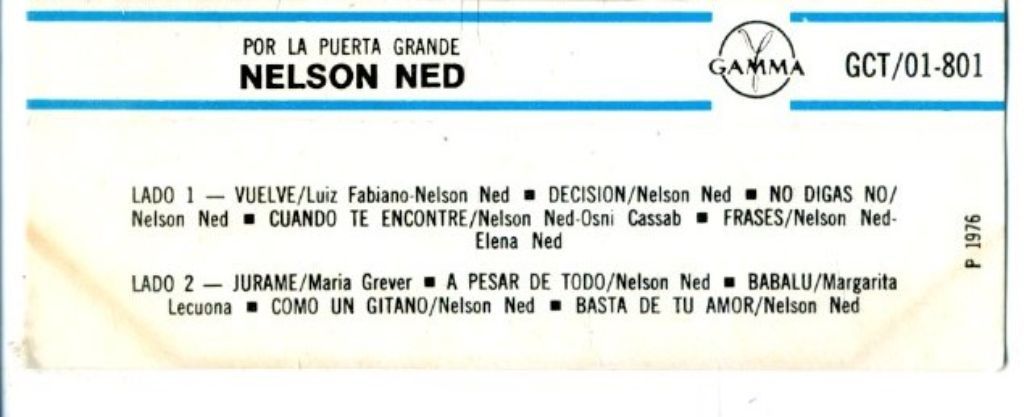 POR LA PUERTA GRANDE
NELSON NED
GAMMA
GCT/01-801
LADO 1 — VUELVE/Luiz Fabiano-Nelson Ned ■ DECISION/Nelson Ned ■ NO DIGAS NO/
Nelson Ned ■ CUANDO TE ENCONTRE/Nelson Ned-Osni Cassab ■ FRASES/Nelson Ned-
Elena Ned
LADO 2 — JURAME/Maria Grever ■ A PESAR DE TODO/Nelson Ned ■ BABALU/Margarita
Lecuona ■ COMO UN GITANO/Nelson Ned ■ BASTA DE TU AMOR/Nelson Ned
P 1976